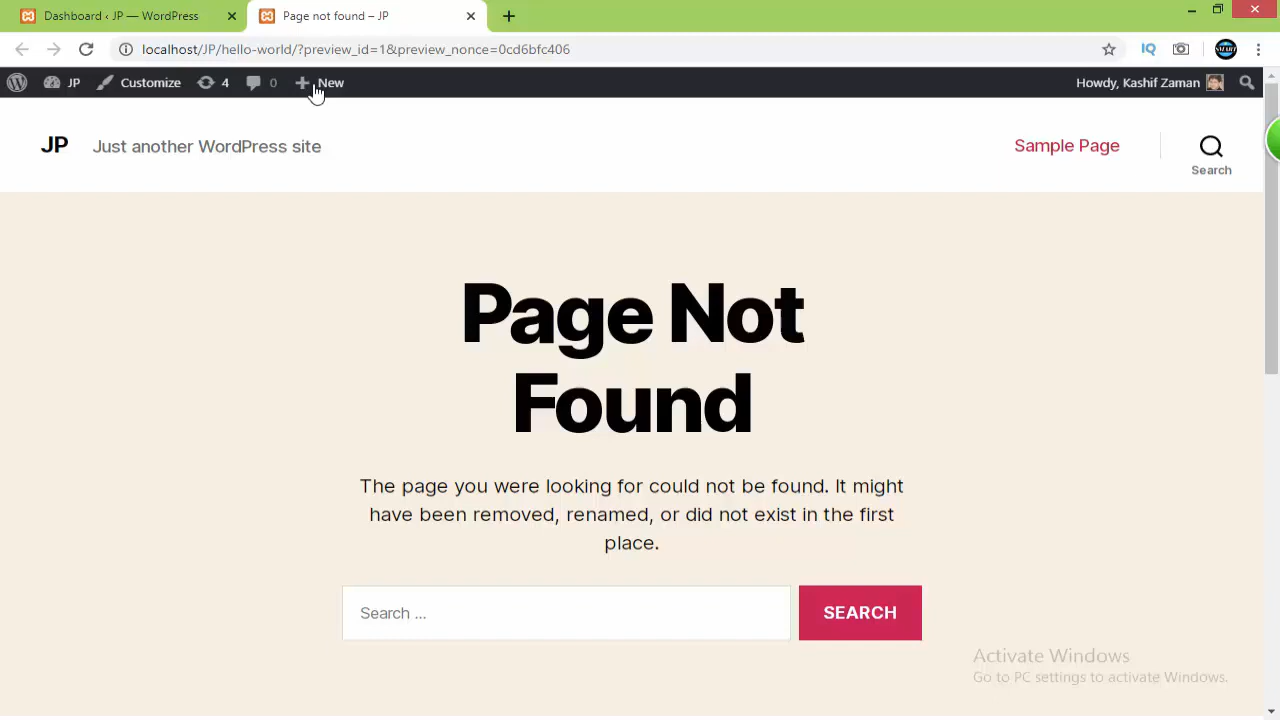 Dashboard ‹ JP — WordPress
Page not found – JP
localhost/JP/hello-world/?preview_id=1&preview_nonce=0cd6bfc406
IQ
JP Customize 4 0 New
Howdy, Kashif Zaman
JP Just another WordPress site
Sample Page
Search
Page Not
Found
The page you were looking for could not be found. It might
have been removed, renamed, or did not exist in the first
place.
Search …
SEARCH
Activate Windows
Go to PC settings to activate Windows.